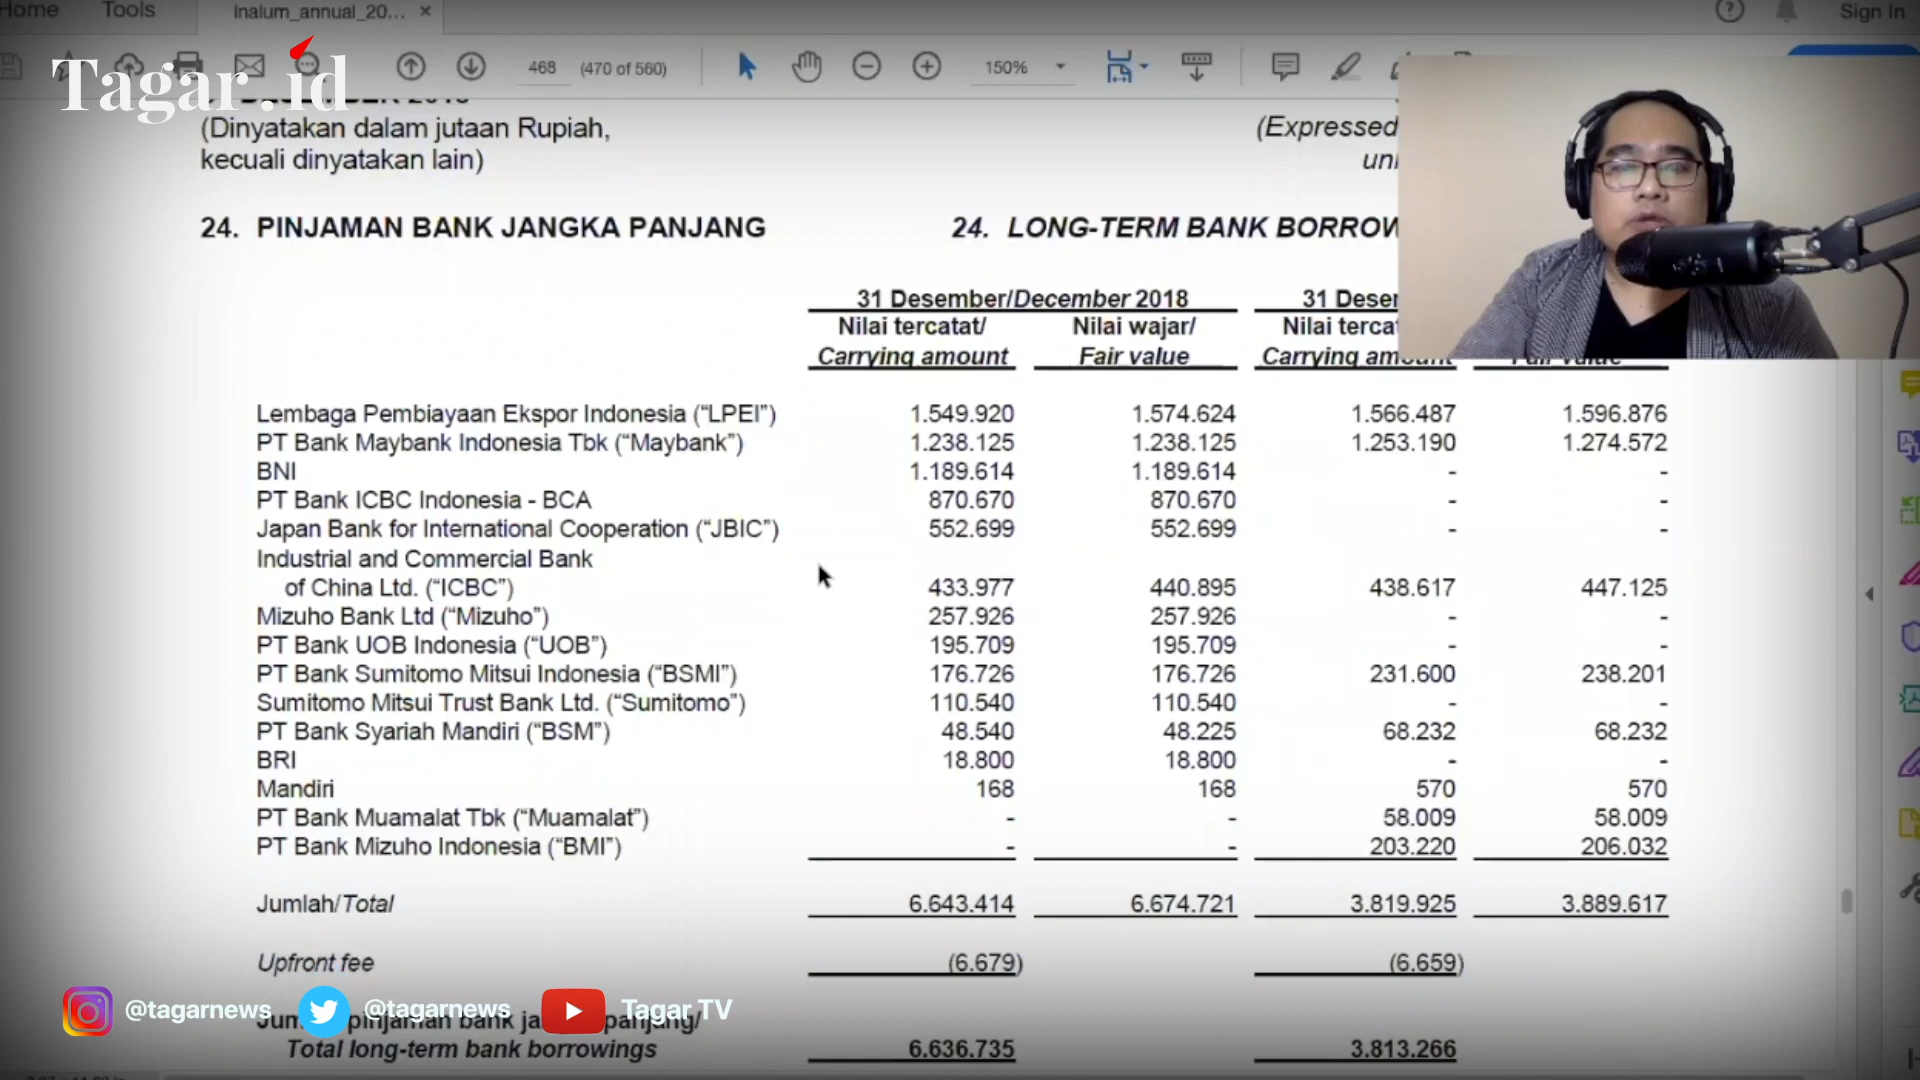 Home
Tools
inalum_annual_20...
Sign In
Tagar.id
468
(470 of 560)
150%
(Dinyatakan dalam jutaan Rupiah,
kecuali dinyatakan lain)
(Expressed
24. PINJAMAN BANK JANGKA PANJANG
24. LONG-TERM BANK BORROW
31 Desember/December 2018
Nilai tercatat/
Nilai wajar/
Carrying amount
Fair value
Fair value
Lembaga Pembiayaan Ekspor Indonesia (“LPEI”) 1.549.920 1.574.624 1.566.487 1.596.876
PT Bank Maybank Indonesia Tbk (“Maybank”) 1.238.125 1.238.125 1.253.190 1.274.572
BNI 1.189.614 1.189.614 - -
PT Bank ICBC Indonesia - BCA 870.670 870.670 - -
Japan Bank for International Cooperation (“JBIC”) 552.699 552.699 - -
Industrial and Commercial Bank
of China Ltd. (“ICBC”) 433.977 440.895 438.617 447.125
Mizuho Bank Ltd (“Mizuho”) 257.926 257.926 - -
PT Bank UOB Indonesia (“UOB”) 195.709 195.709 - -
PT Bank Sumitomo Mitsui Indonesia (“BSMI”) 176.726 176.726 231.600 238.201
Sumitomo Mitsui Trust Bank Ltd. (“Sumitomo”) 110.540 110.540 - -
PT Bank Syariah Mandiri (“BSM”) 48.540 48.225 68.232 68.232
BRI 18.800 18.800 - -
Mandiri 168 168 570 570
PT Bank Muamalat Tbk (“Muamalat”) - - 58.009 58.009
PT Bank Mizuho Indonesia (“BMI”) - - 203.220 206.032
Jumlah/Total 6.643.414 6.674.721 3.819.925 3.889.617
Upfront fee (6.679) (6.659)
@tagarnews
@tagarnews
Tagar TV
pinjaman bank panjang/
Total long-term bank borrowings 6.636.735 3.813.266